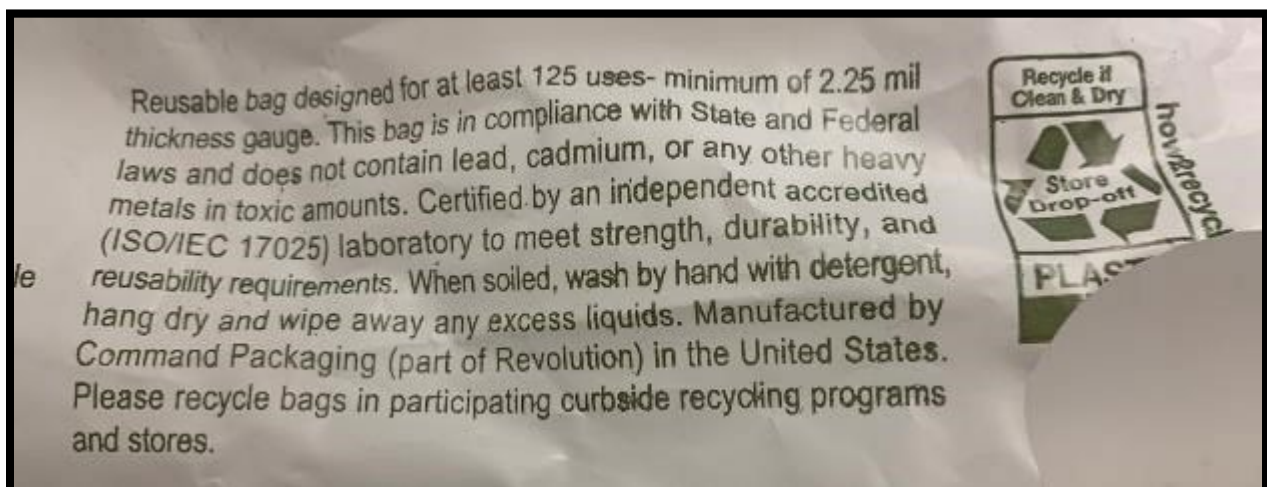 Reusable bag designed for at least 125 uses- minimum of 2.25 mil
thickness gauge. This bag is in compliance with State and Federal
laws and does not contain lead, cadmium, or any other heavy
metals in toxic amounts. Certified by an independent accredited
(ISO/IEC 17025) laboratory to meet strength, durability, and
reusability requirements. When soiled, wash by hand with detergent,
hang dry and wipe away any excess liquids. Manufactured by
Command Packaging (part of Revolution) in the United States.
Please recycle bags in participating curbside recycling programs
and stores.
le
Recycle if
Clean & Dry
Store
Drop-off
PLAST
how2recycl